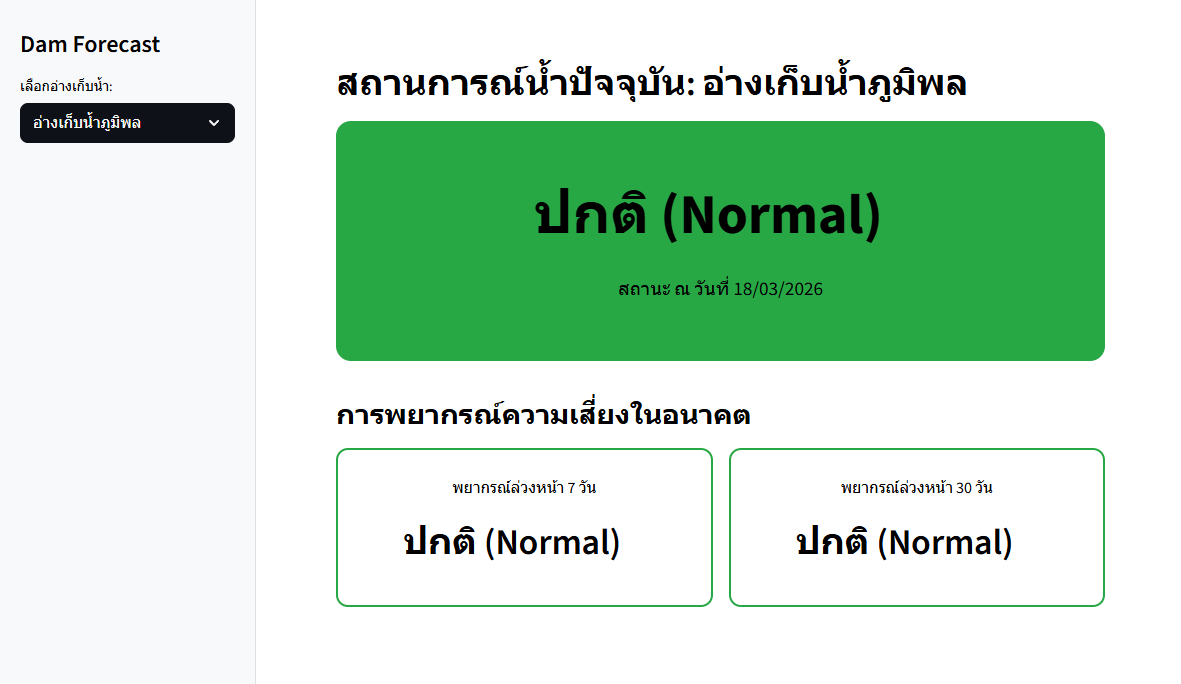 Dam Forecast
เลือกอ่างเก็บน้ำ:
อ่างเก็บน้ำภูมิพล
สถานการณ์น้ำปัจจุบัน: อ่างเก็บน้ำภูมิพล
ปกติ (Normal)
สถานะ ณ วันที่ 18/03/2026
การพยากรณ์ความเสี่ยงในอนาคต
พยากรณ์ล่วงหน้า 7 วัน
ปกติ (Normal)
พยากรณ์ล่วงหน้า 30 วัน
ปกติ (Normal)